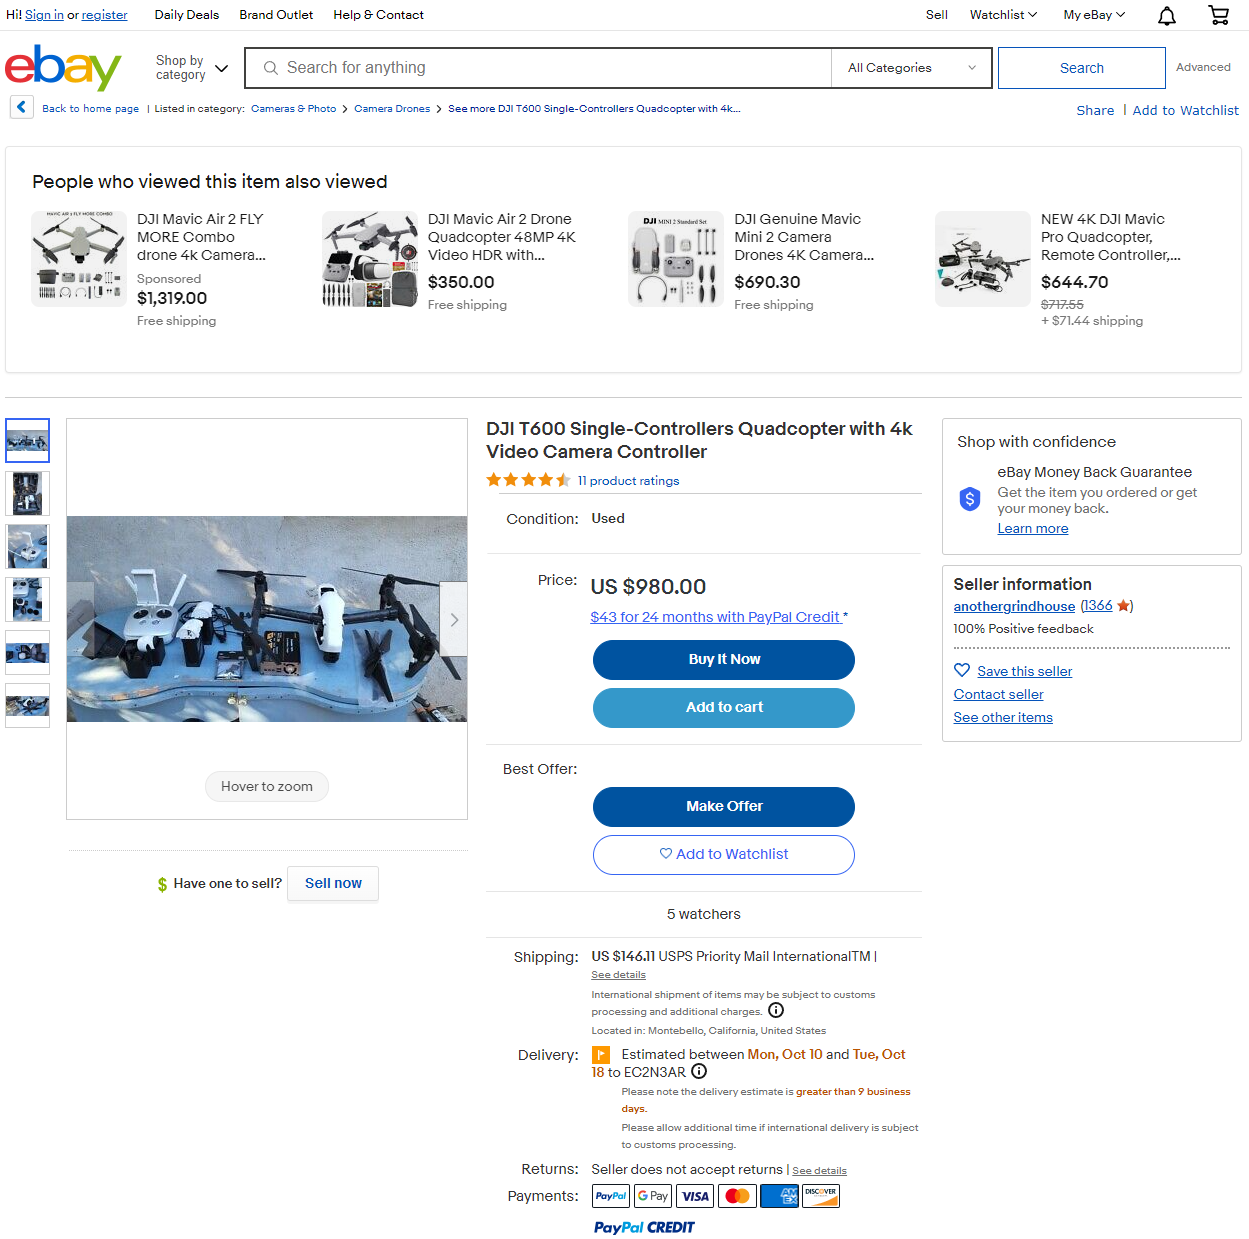 Hi! Sign in or register Daily Deals Brand Outlet Help & Contact Sell Watchlist My eBay
ebay Shop by category Search for anything All Categories Search Advanced
Back to home page | Listed in category: Cameras & Photo > Camera Drones > See more DJI T600 Single-Controllers Quadcopter with 4k...
Share | Add to Watchlist
People who viewed this item also viewed
MAVIC AIR 2 FLY MORE COMBO
DJI Mavic Air 2 FLY
MORE Combo
drone 4k Camera...
Sponsored
$1,319.00
Free shipping
DJI Mavic Air 2 Drone
Quadcopter 48MP 4K
Video HDR with...
$350.00
Free shipping
DJI MINI 2 Standard Set
DJI Genuine Mavic
Mini 2 Camera
Drones 4K Camera...
$690.30
Free shipping
NEW 4K DJI Mavic
Pro Quadcopter,
Remote Controller,...
$644.70
$717.55
+ $71.44 shipping
Hover to zoom
$ Have one to sell? Sell now
DJI T600 Single-Controllers Quadcopter with 4k
Video Camera Controller
11 product ratings
Condition: Used
Price: US $980.00
$43 for 24 months with PayPal Credit *
Buy It Now
Add to cart
Best Offer:
Make Offer
Add to Watchlist
5 watchers
Shipping: US $146.11 USPS Priority Mail InternationalTM |
See details
International shipment of items may be subject to customs
processing and additional charges.
Located in: Montebello, California, United States
Delivery: Estimated between Mon, Oct 10 and Tue, Oct
18 to EC2N3AR
Please note the delivery estimate is greater than 9 business
days.
Please allow additional time if international delivery is subject
to customs processing.
Returns: Seller does not accept returns | See details
Payments: PayPal G Pay VISA AM EX DISCOVER
PayPal CREDIT
Shop with confidence
eBay Money Back Guarantee
Get the item you ordered or get
your money back.
Learn more
Seller information
anothergrindhouse (1366)
100% Positive feedback
Save this seller
Contact seller
See other items